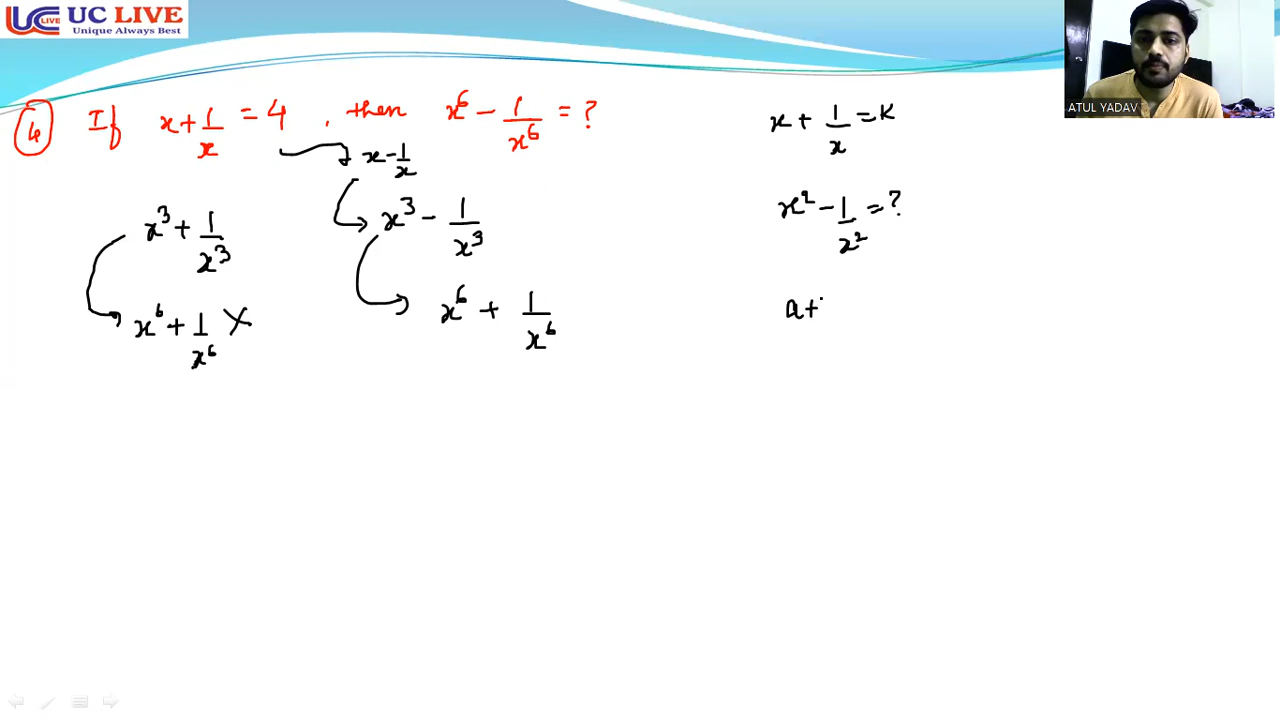 UC LIVE
LIVE
Unique Always Best
ATUL YADAV
4 If x + 1/x = 4 , then x⁶ − 1/x⁶ = ?
x − 1/x
x³ + 1/x³
x³ − 1/x³
x⁶ + 1/x⁶ ×
x⁶ + 1/x⁶
x + 1/x = K
x² − 1/x² = ?
a+